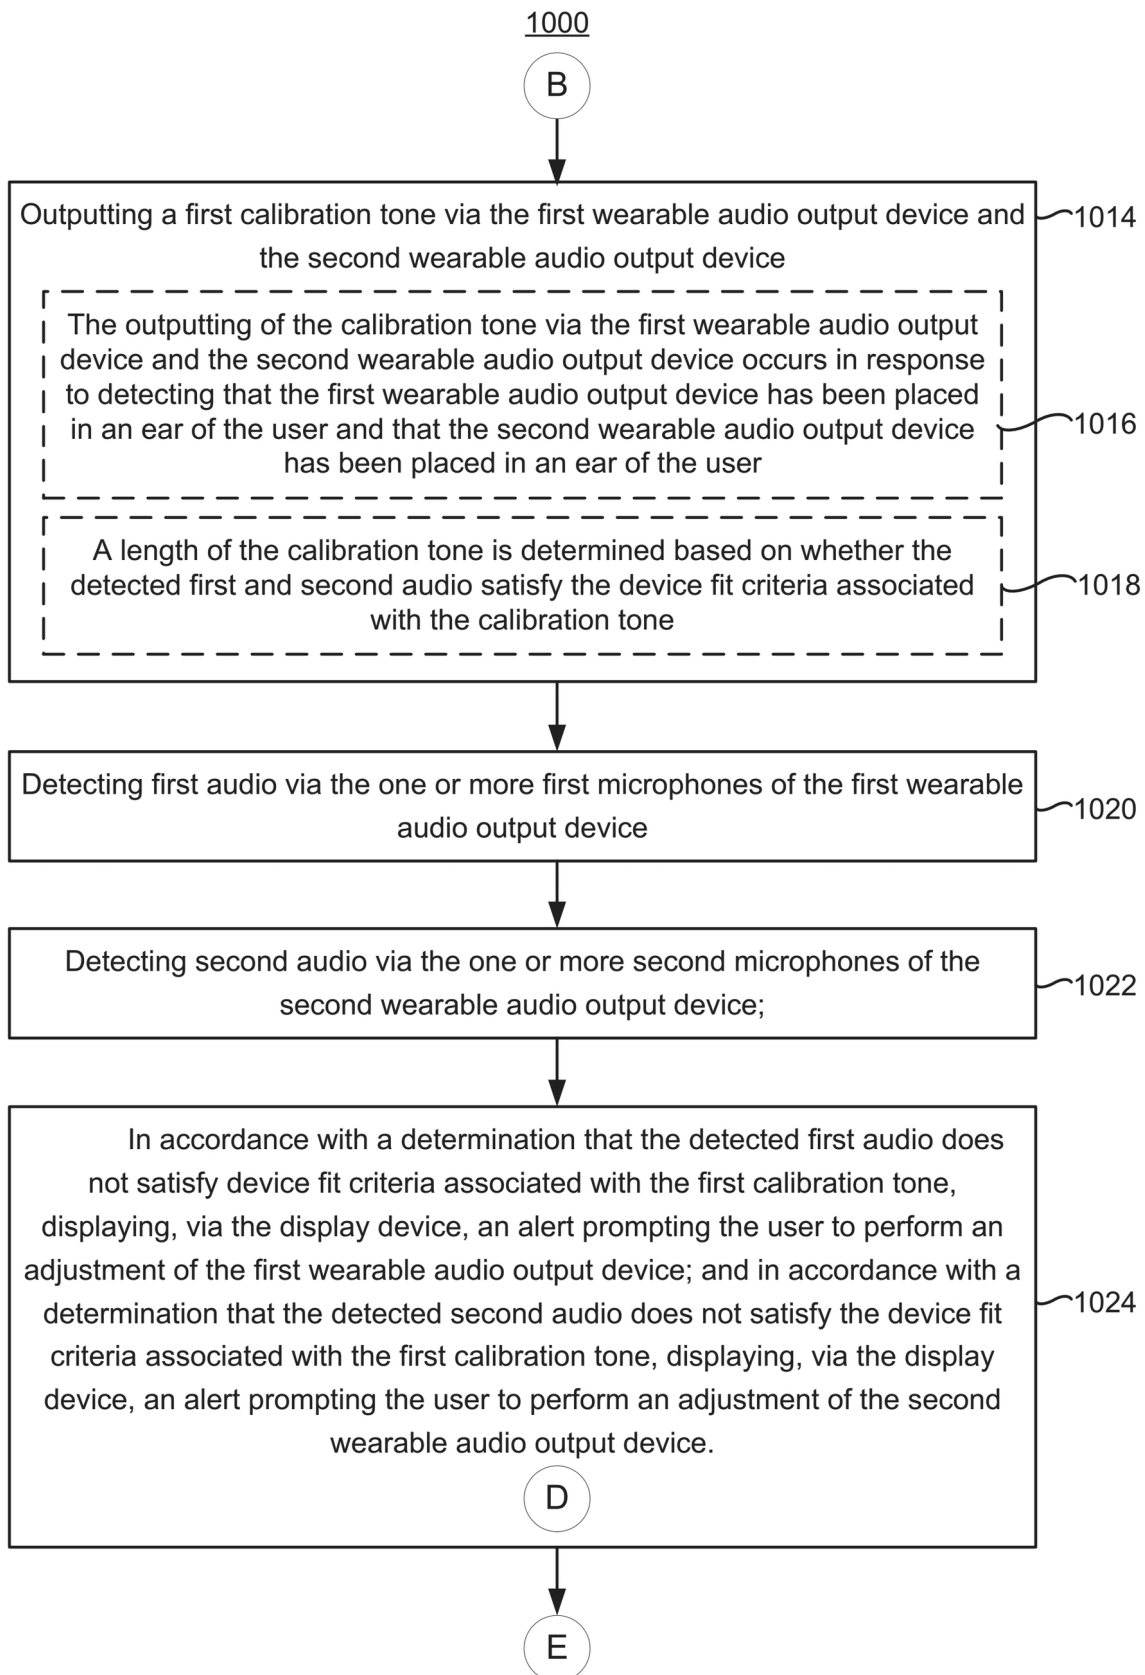 1000
B
Outputting a first calibration tone via the first wearable audio output device and
the second wearable audio output device
1014
The outputting of the calibration tone via the first wearable audio output
device and the second wearable audio output device occurs in response
to detecting that the first wearable audio output device has been placed
in an ear of the user and that the second wearable audio output device
has been placed in an ear of the user
1016
A length of the calibration tone is determined based on whether the
detected first and second audio satisfy the device fit criteria associated
with the calibration tone
1018
Detecting first audio via the one or more first microphones of the first wearable
audio output device
1020
Detecting second audio via the one or more second microphones of the
second wearable audio output device;
1022
In accordance with a determination that the detected first audio does
not satisfy device fit criteria associated with the first calibration tone,
displaying, via the display device, an alert prompting the user to perform an
adjustment of the first wearable audio output device; and in accordance with a
determination that the detected second audio does not satisfy the device fit
criteria associated with the first calibration tone, displaying, via the display
device, an alert prompting the user to perform an adjustment of the second
wearable audio output device.
1024
D
E